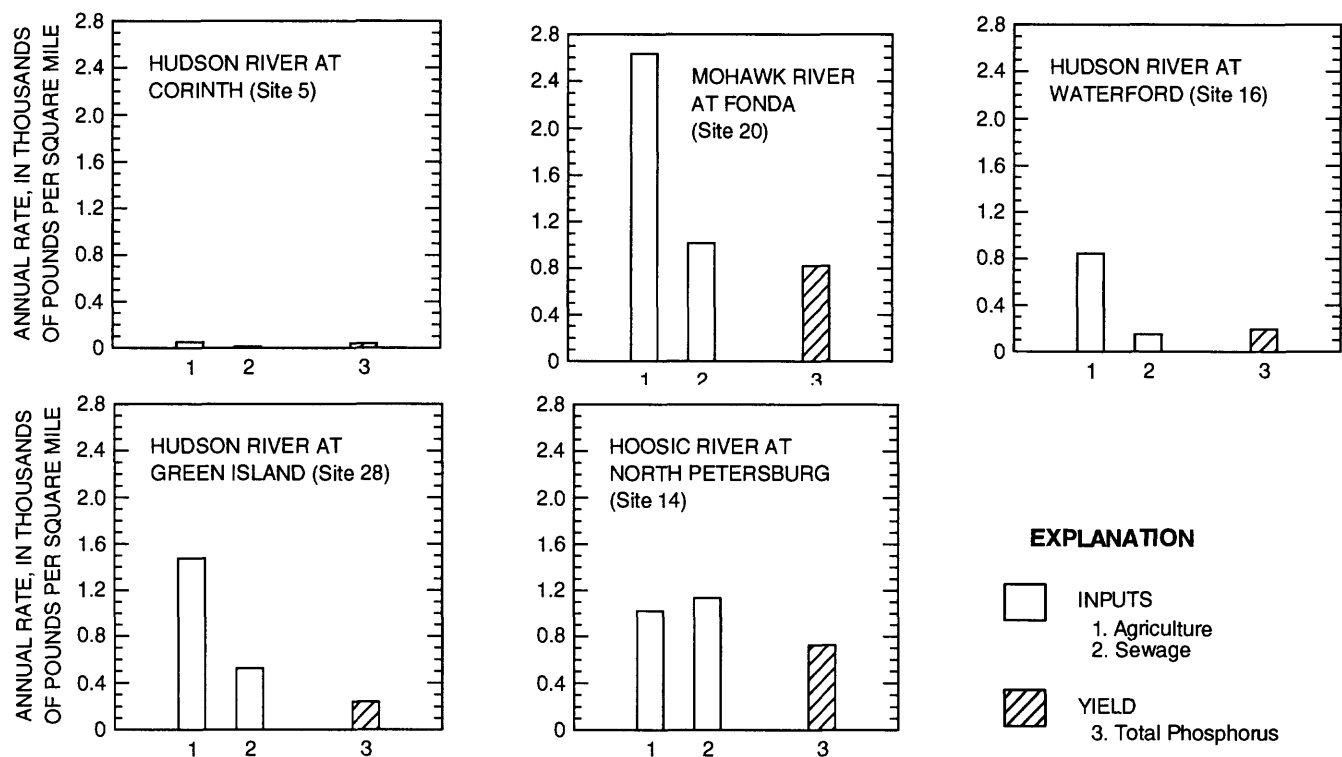 ANNUAL RATE, IN THOUSANDS
OF POUNDS PER SQUARE MILE
2.8
2.4
2.0
1.6
1.2
0.8
0.4
0
HUDSON RIVER AT
CORINTH (Site 5)
1 2 3
2.8
2.4
2.0
1.6
1.2
0.8
0.4
0
MOHAWK RIVER
AT FONDA
(Site 20)
1 2 3
2.8
2.4
2.0
1.6
1.2
0.8
0.4
0
HUDSON RIVER AT
WATERFORD (Site 16)
1 2 3
ANNUAL RATE, IN THOUSANDS
OF POUNDS PER SQUARE MILE
2.8
2.4
2.0
1.6
1.2
0.8
0.4
0
HUDSON RIVER AT
GREEN ISLAND (Site 28)
1 2 3
2.8
2.4
2.0
1.6
1.2
0.8
0.4
0
HOOSIC RIVER AT
NORTH PETERSBURG
(Site 14)
1 2 3
EXPLANATION
INPUTS
1. Agriculture
2. Sewage
YIELD
3. Total Phosphorus